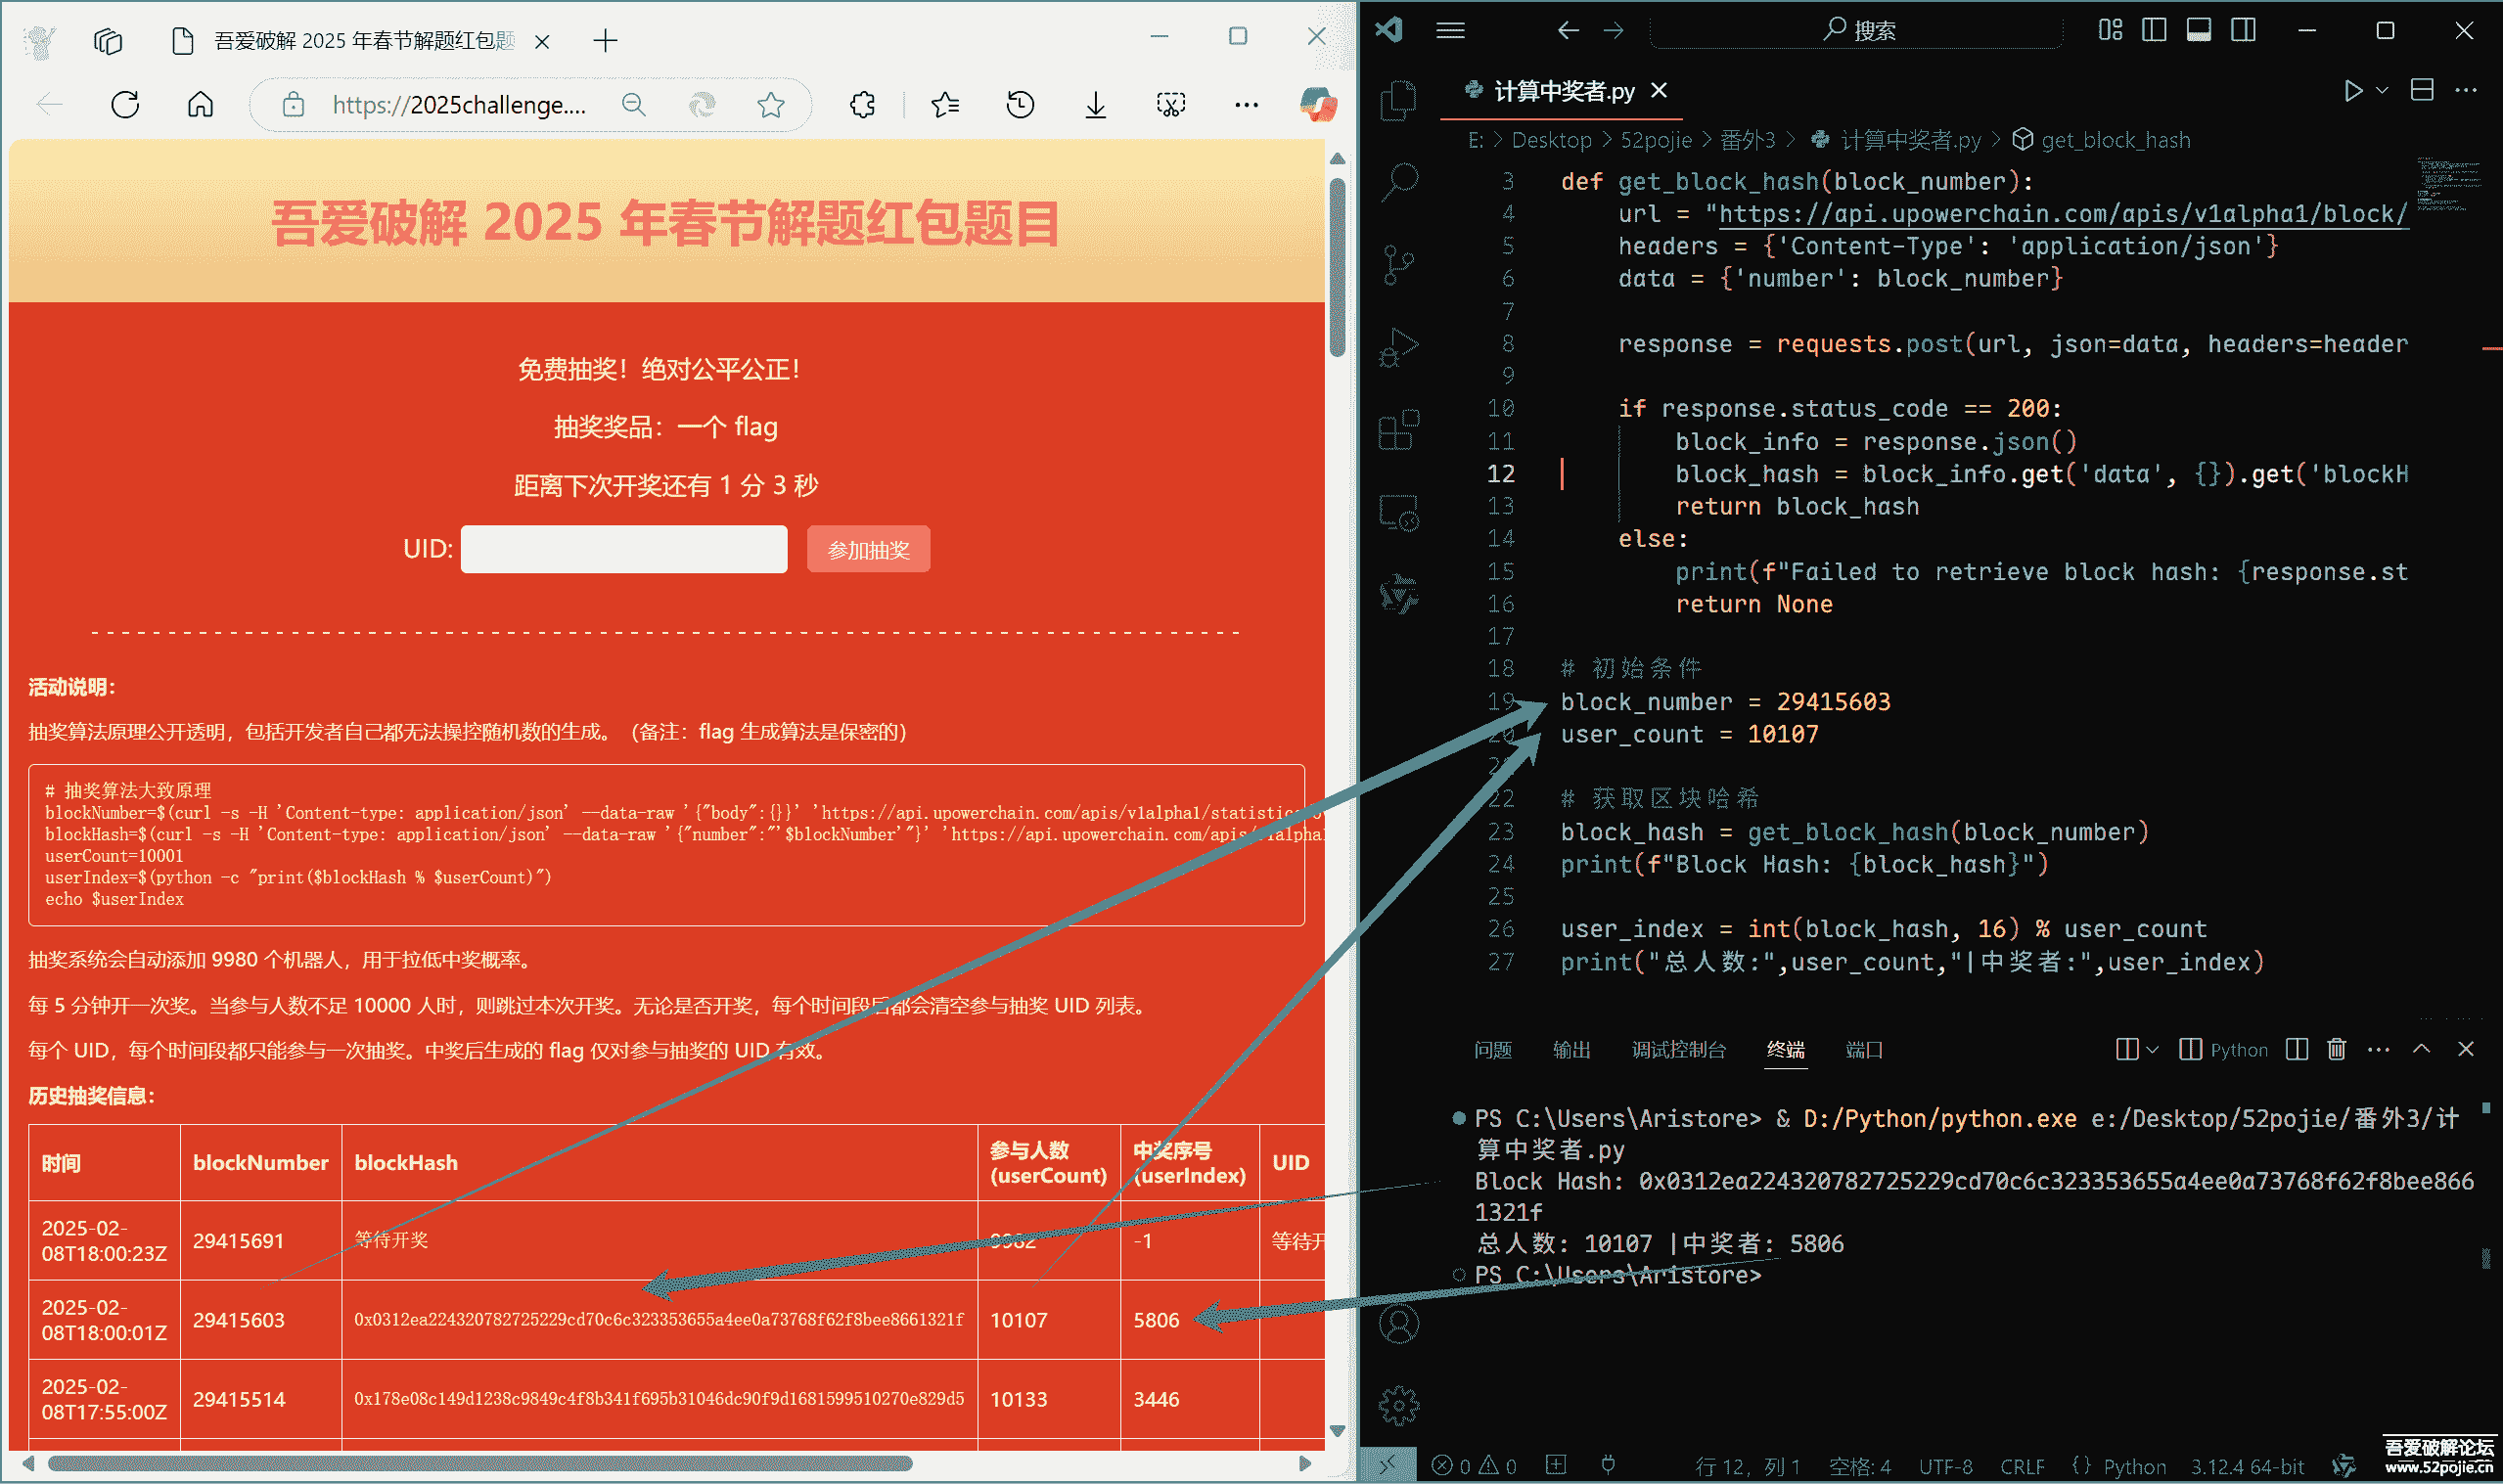 吾爱破解 2025 年春节解题红包题
https://2025challenge....
吾爱破解 2025 年春节解题红包题目
免费抽奖！绝对公平公正！
抽奖奖品：一个 flag
距离下次开奖还有 1 分 3 秒
UID:
参加抽奖
活动说明：
抽奖算法原理公开透明，包括开发者自己都无法操控随机数的生成。（备注：flag 生成算法是保密的）
# 抽奖算法大致原理
blockNumber=$(curl -s -H 'Content-type: application/json' --data-raw '{"body":{}}' 'https://api.upowerchain.com/apis/v1alpha1/statistics
blockHash=$(curl -s -H 'Content-type: application/json' --data-raw '{"number":"'$blockNumber'"}' 'https://api.upowerchain.com/apis/v1alpha1
userCount=10001
userIndex=$(python -c "print($blockHash % $userCount)")
echo $userIndex
抽奖系统会自动添加 9980 个机器人，用于拉低中奖概率。
每 5 分钟开一次奖。当参与人数不足 10000 人时，则跳过本次开奖。无论是否开奖，每个时间段后都会清空参与抽奖 UID 列表。
每个 UID，每个时间段都只能参与一次抽奖。中奖后生成的 flag 仅对参与抽奖的 UID 有效。
历史抽奖信息：
时间 blockNumber blockHash 参与人数 (userCount) 中奖序号 (userIndex) UID
2025-02-08T18:00:23Z 29415691 等待开奖 9982 -1 等待开
2025-02-08T18:00:01Z 29415603 0x0312ea224320782725229cd70c6c323353655a4ee0a73768f62f8bee8661321f 10107 5806
2025-02-08T17:55:00Z 29415514 0x178e08c149d1238c9849c4f8b341f695b31046dc90f9d1681599510270e829d5 10133 3446
搜索
计算中奖者.py
E: > Desktop > 52pojie > 番外3 > 计算中奖者.py > get_block_hash
3 def get_block_hash(block_number):
4 url = "https://api.upowerchain.com/apis/v1alpha1/block/
5 headers = {'Content-Type': 'application/json'}
6 data = {'number': block_number}
7
8 response = requests.post(url, json=data, headers=header
9
10 if response.status_code == 200:
11 block_info = response.json()
12 block_hash = block_info.get('data', {}).get('blockH
13 return block_hash
14 else:
15 print(f"Failed to retrieve block hash: {response.st
16 return None
17
18 # 初始条件
19 block_number = 29415603
20 user_count = 10107
21
22 # 获取区块哈希
23 block_hash = get_block_hash(block_number)
24 print(f"Block Hash: {block_hash}")
25
26 user_index = int(block_hash, 16) % user_count
27 print("总人数:",user_count,"|中奖者:",user_index)
问题 输出 调试控制台 终端 端口 Python
PS C:\Users\Aristore> & D:/Python/python.exe e:/Desktop/52pojie/番外3/计
算中奖者.py
Block Hash: 0x0312ea224320782725229cd70c6c323353655a4ee0a73768f62f8bee866
1321f
总人数: 10107 |中奖者: 5806
PS C:\Users\Aristore>
0 0 行 12，列 1 空格: 4 UTF-8 CRLF {} Python 3.12.4 64-bit
吾爱破解论坛
www.52pojie.cn